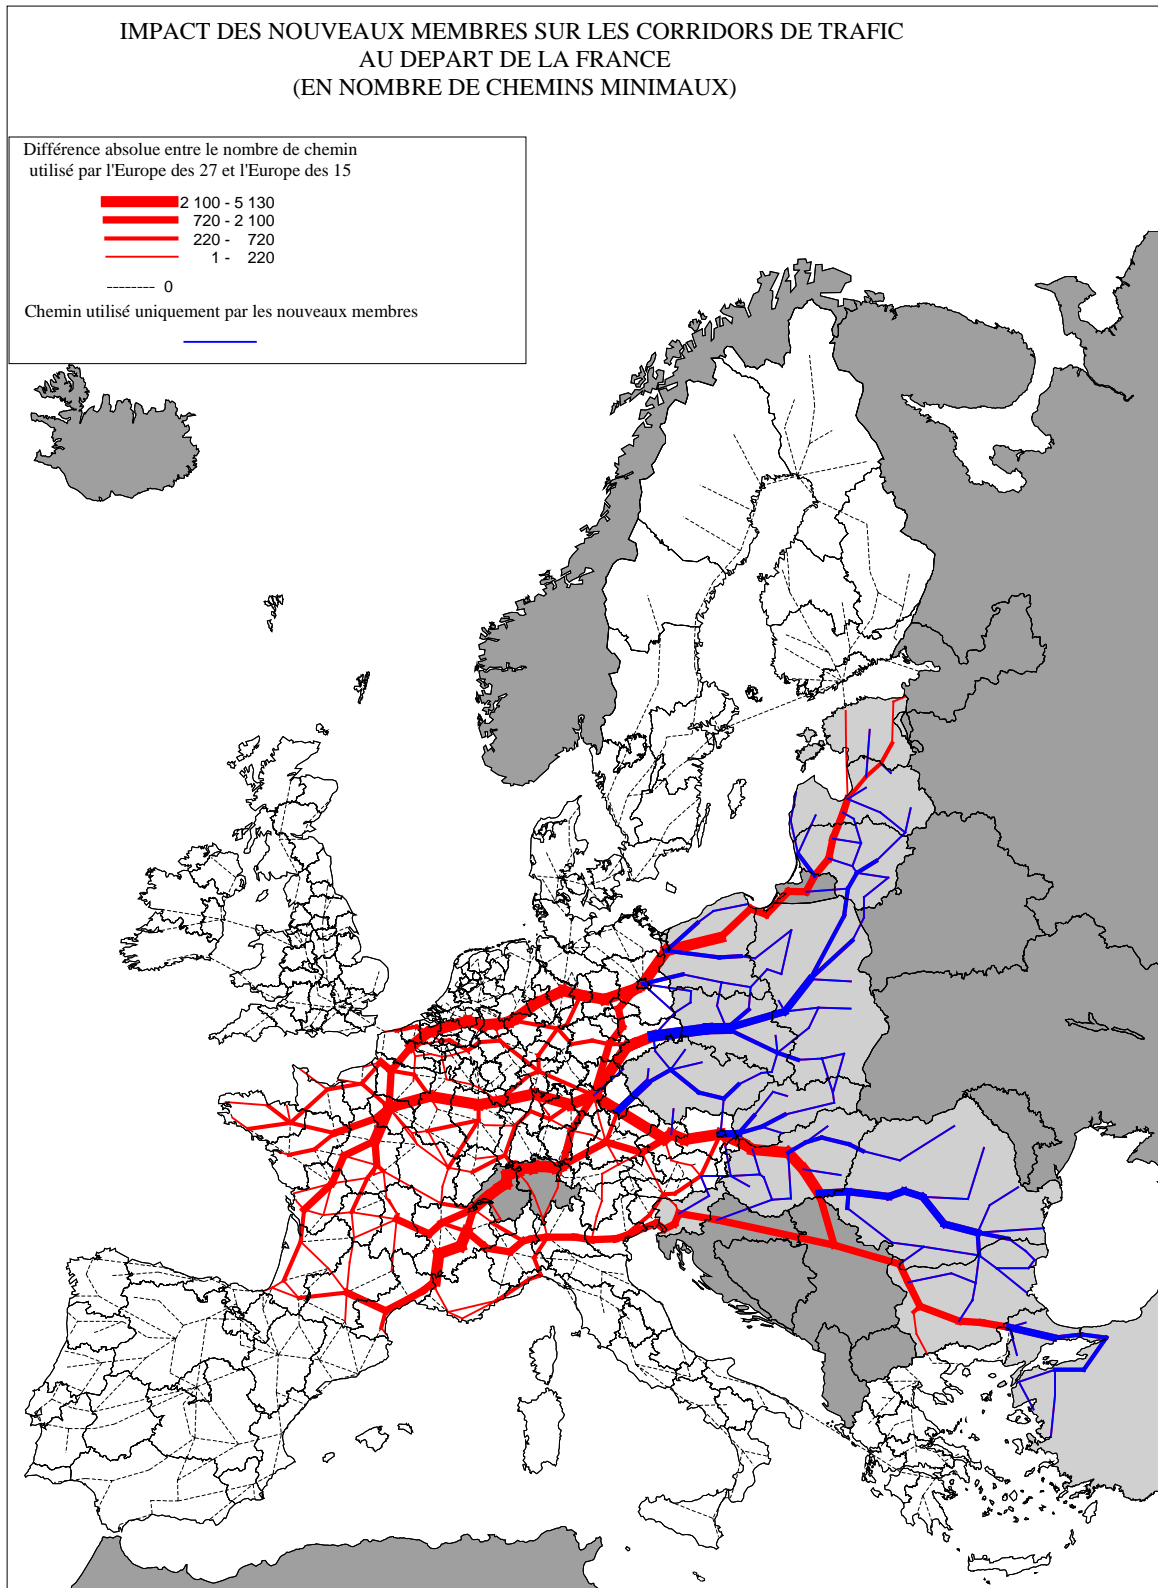 IMPACT DES NOUVEAUX MEMBRES SUR LES CORRIDORS DE TRAFIC
AU DEPART DE LA FRANCE
(EN NOMBRE DE CHEMINS MINIMAUX)
Différence absolue entre le nombre de chemin
utilisé par l'Europe des 27 et l'Europe des 15
2 100 - 5 130
720 - 2 100
220 - 720
1 - 220
0
Chemin utilisé uniquement par les nouveaux membres